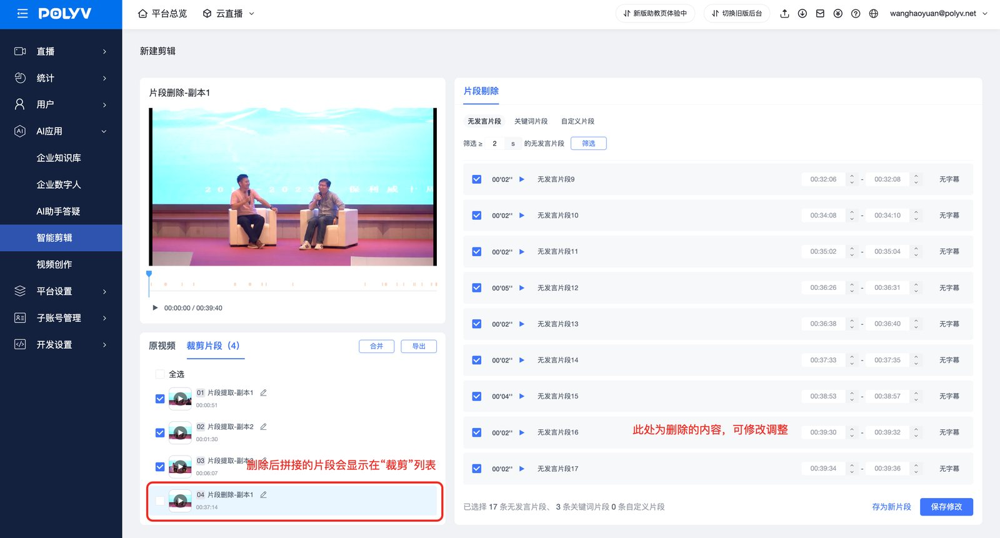 POLYV
平台总览
云直播
新版助教页体验中
切换旧版后台
wanghaoyuan@polyv.net
直播
统计
用户
AI应用
企业知识库
企业数字人
AI助手答疑
智能剪辑
视频创作
平台设置
子账号管理
开发设置
新建剪辑
片段删除-副本1
00:00:00 / 00:39:40
原视频
裁剪片段（4）
合并
导出
全选
01 片段提取-副本1
00:00:51
02 片段提取-副本2
00:01:30
03 片段提取-副本
00:06:07
删除后拼接的片段会显示在“裁剪”列表
04 片段删除-副本1
00:37:14
片段剔除
无发言片段 关键词片段 自定义片段
筛选 ≥ 2 s 的无发言片段 筛选
00'02'' 无发言片段9 00:32:06 - 00:32:08 无字幕
00'02'' 无发言片段10 00:34:08 - 00:34:10 无字幕
00'02'' 无发言片段11 00:35:02 - 00:35:04 无字幕
00'05'' 无发言片段12 00:36:26 - 00:36:31 无字幕
00'02'' 无发言片段13 00:36:38 - 00:36:40 无字幕
00'02'' 无发言片段14 00:37:33 - 00:37:35 无字幕
00'04'' 无发言片段15 00:38:53 - 00:38:57 无字幕
00'02'' 无发言片段16 00:39:30 - 00:39:32 无字幕
此处为删除的内容，可修改调整
00'02'' 无发言片段17 00:39:34 - 00:39:36 无字幕
已选择 17 条无发言片段、 3 条关键词片段 0 条自定义片段
存为新片段
保存修改